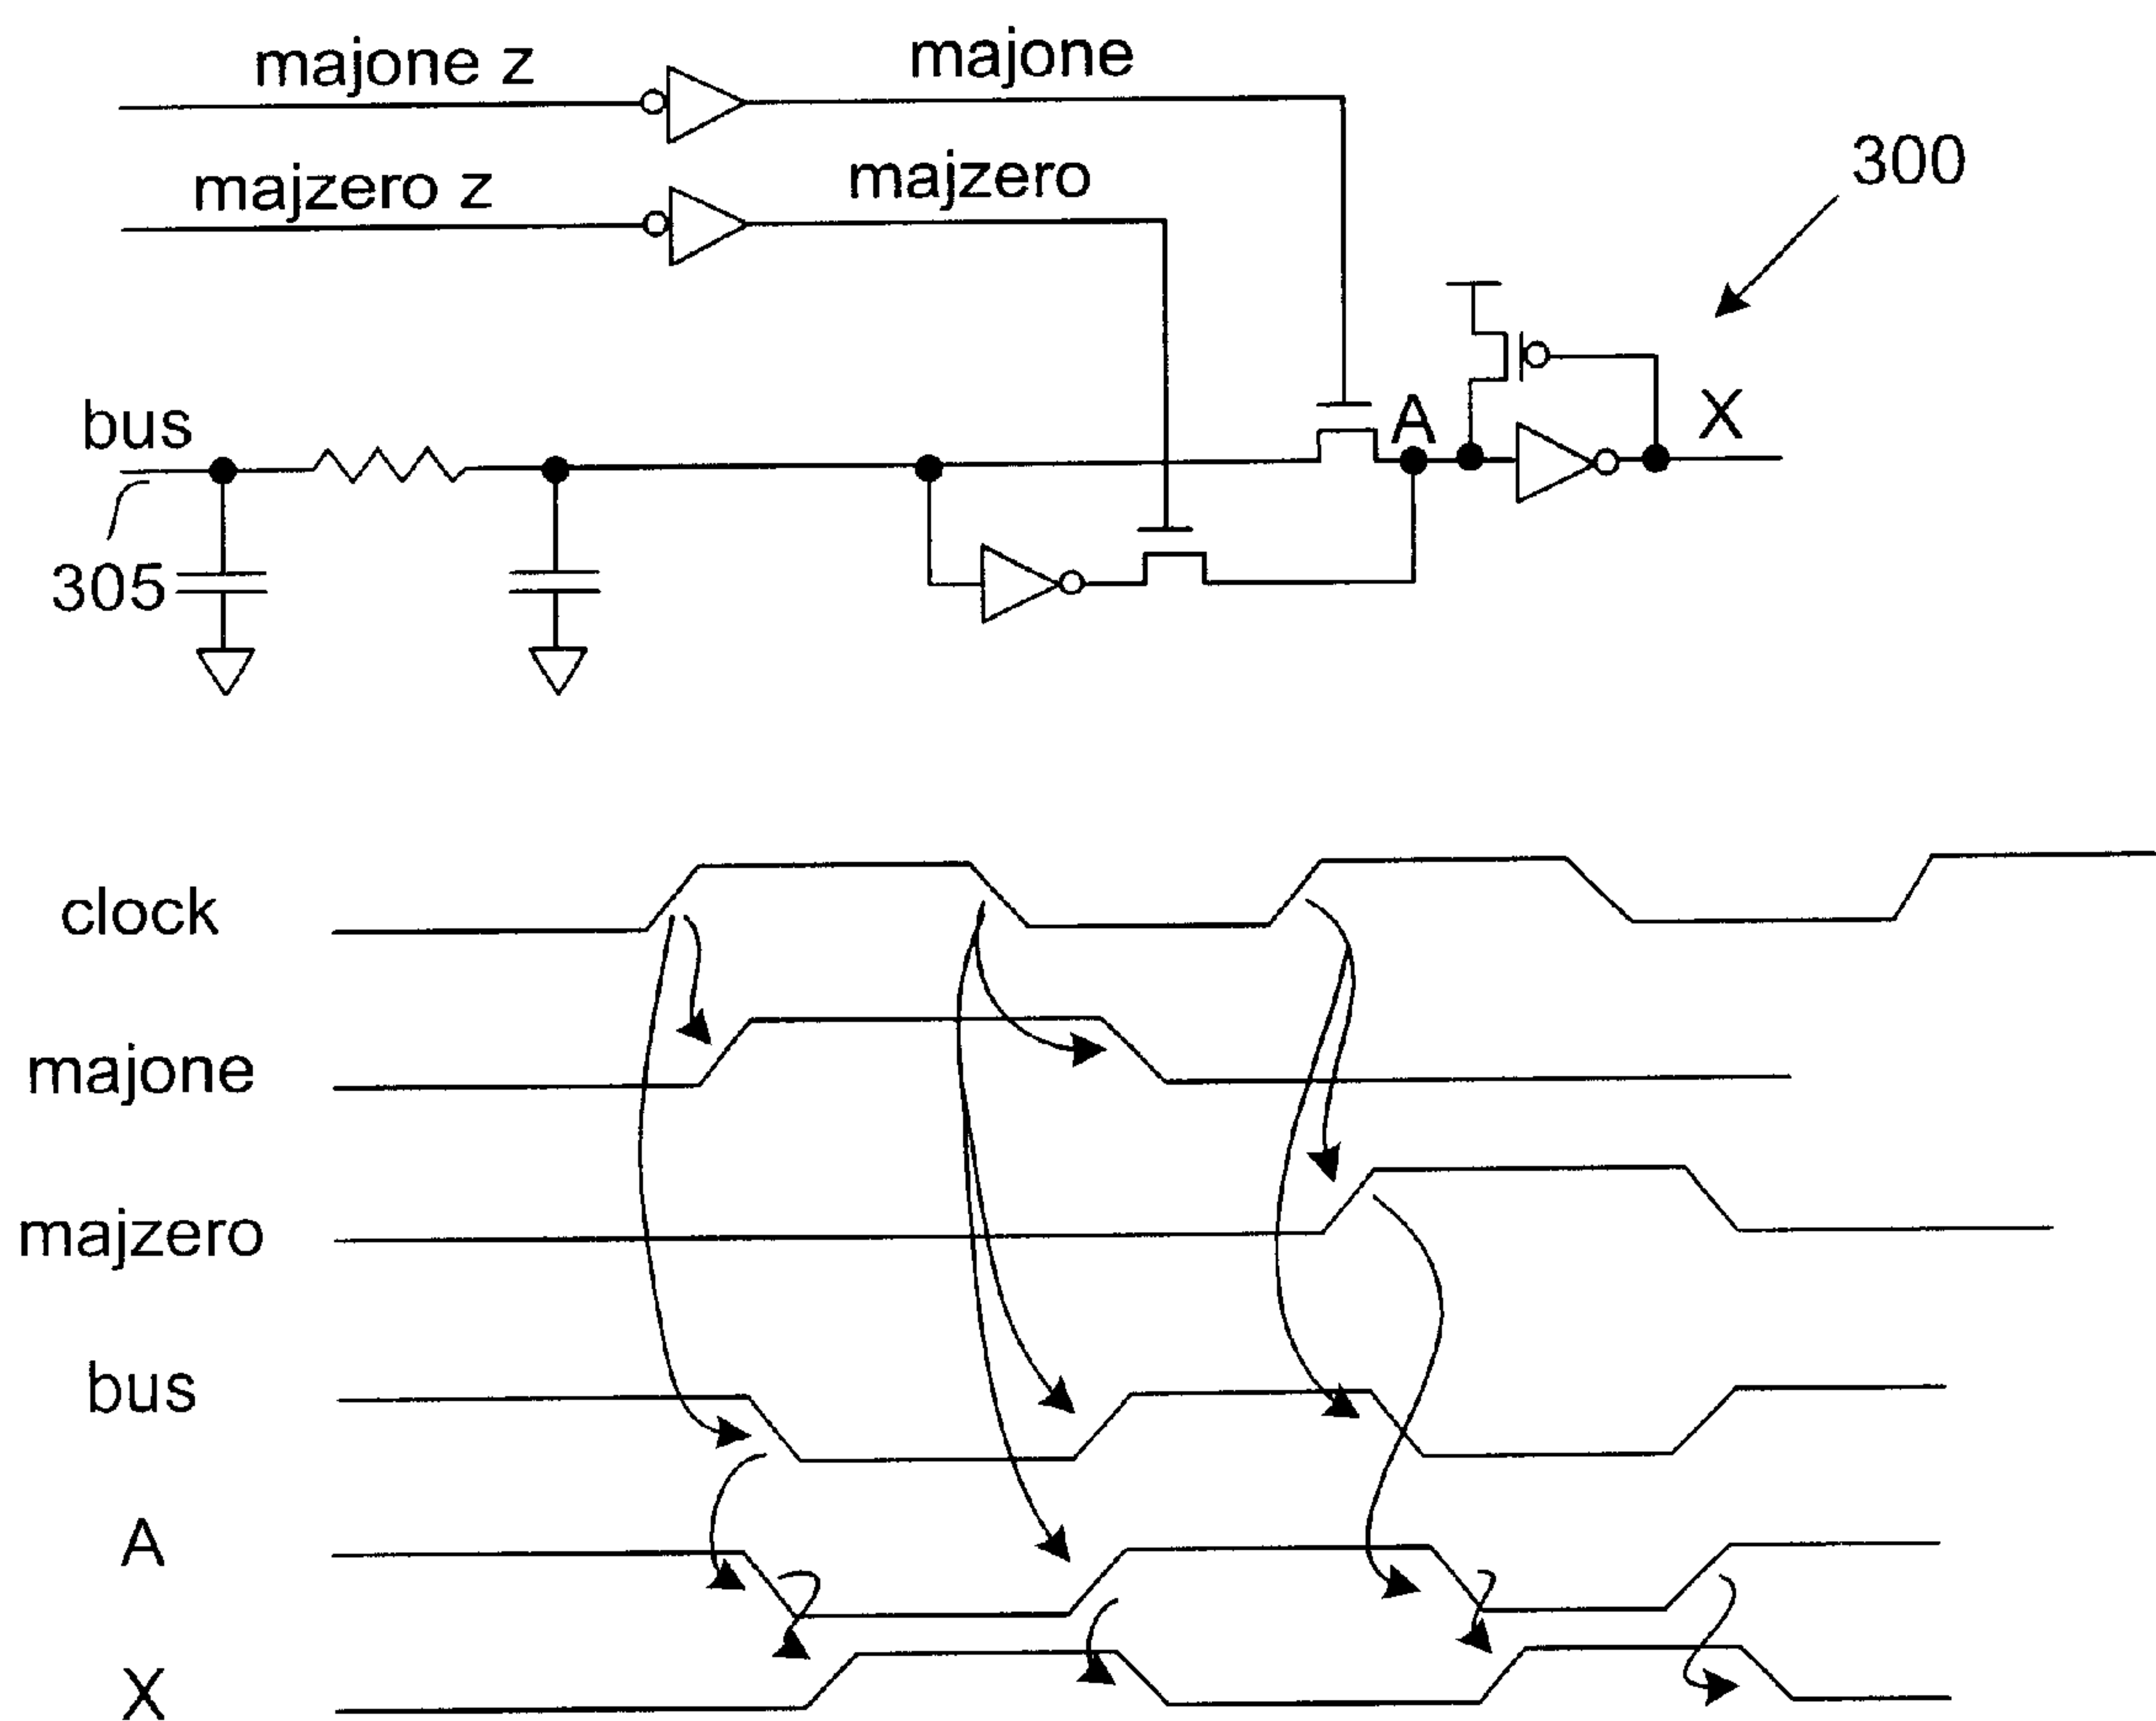 majone z
majone
majzero z
majzero
300
bus
A
X
305
clock
majone
majzero
bus
A
X